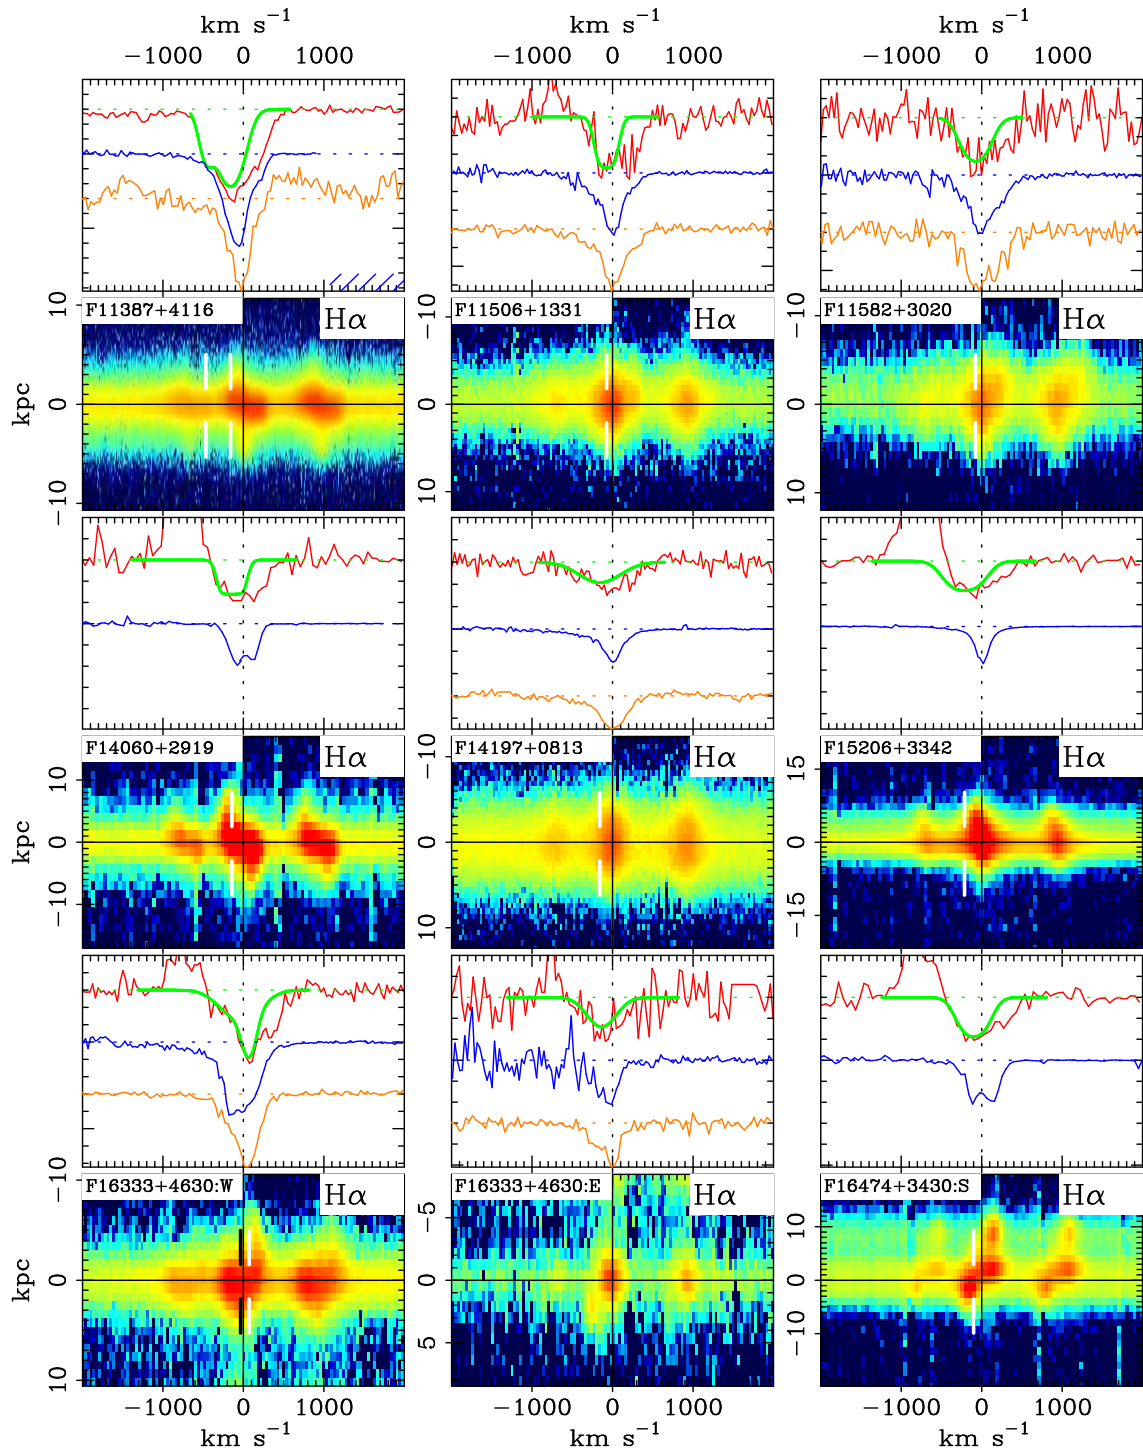 km s⁻¹ km s⁻¹ km s⁻¹
−1000 0 1000 −1000 0 1000 −1000 0 1000
F11387+4116 Hα F11506+1331 Hα F11582+3020 Hα
10 −10 −10
kpc 0 0 0
−10 10 10
F14060+2919 Hα F14197+0813 Hα F15206+3342 Hα
10 −10 15
kpc 0 0 0
−10 10 −15
F16333+4630:W Hα F16333+4630:E Hα F16474+3430:S Hα
−10 −5 10
kpc 0 0 0
10 5 −10
−1000 0 1000 −1000 0 1000 −1000 0 1000
km s⁻¹ km s⁻¹ km s⁻¹